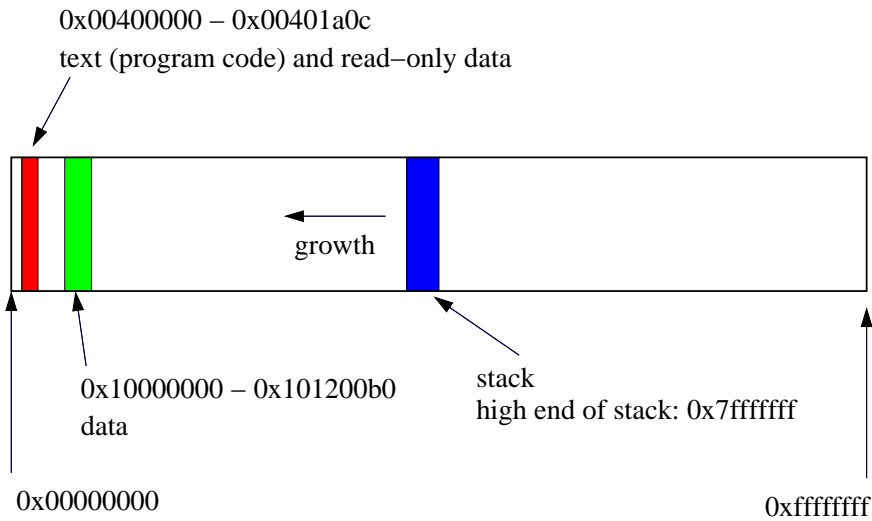 0x00400000 – 0x00401a0c
text (program code) and read–only data
growth
0x10000000 – 0x101200b0
data
stack
high end of stack: 0x7fffffff
0x00000000
0xffffffff